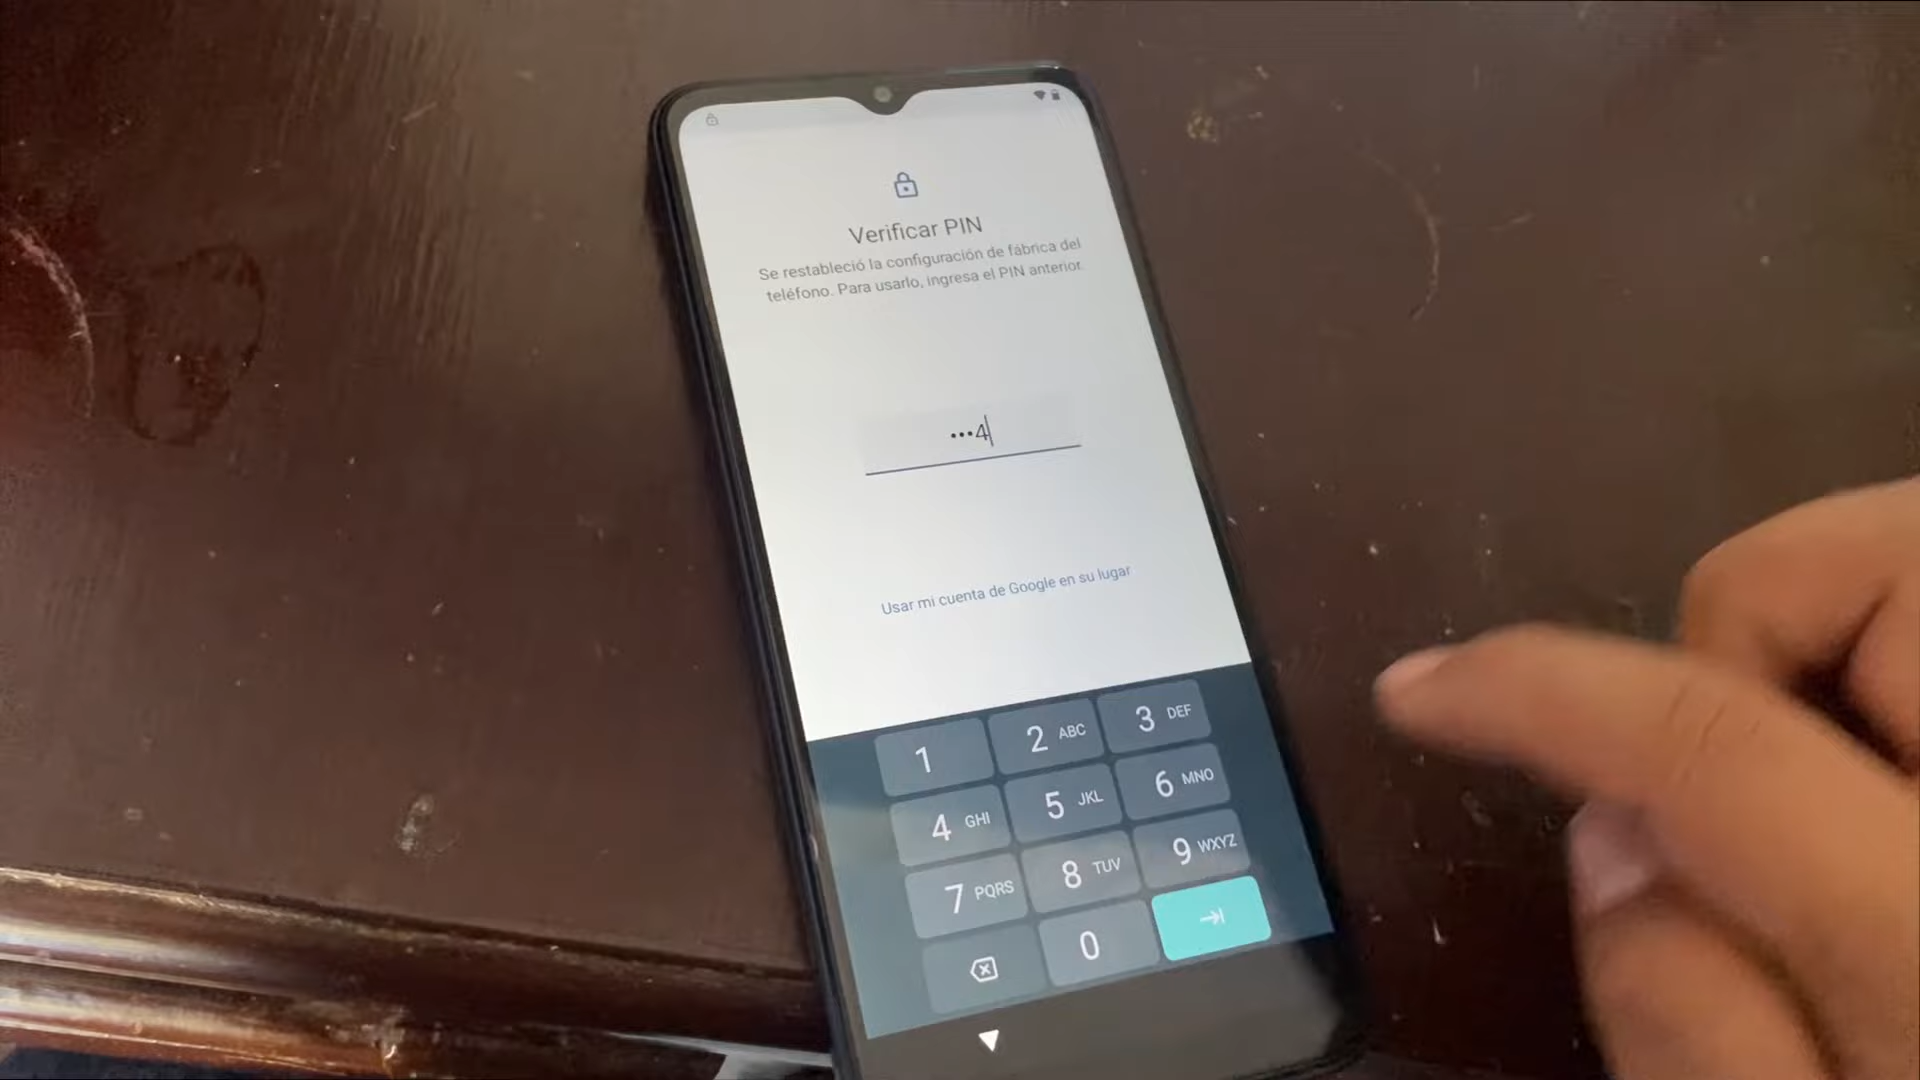 Verificar PIN
Se restableció la configuración de fábrica del
teléfono. Para usarlo, ingresa el PIN anterior.
•••4
Usar mi cuenta de Google en su lugar
1 2 ABC 3 DEF
4 GHI 5 JKL 6 MNO
7 PQRS 8 TUV 9 WXYZ
0